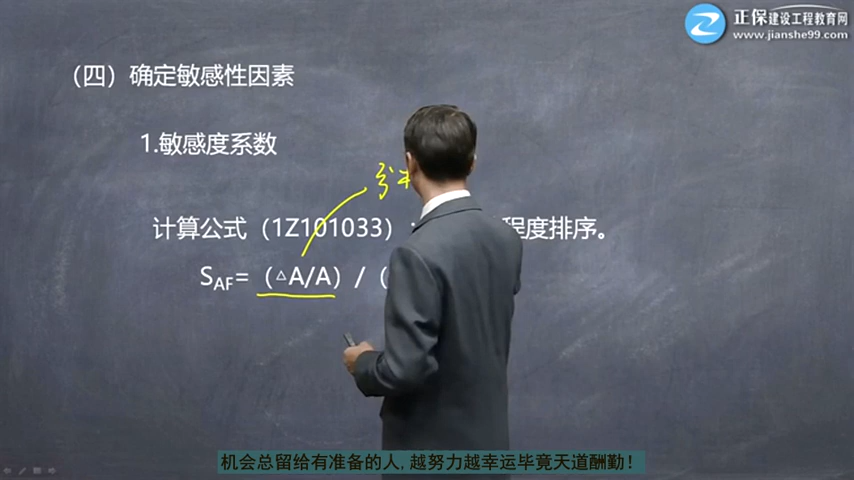 正保建设工程教育网
www.jianshe99.com
（四）确定敏感性因素
1.敏感度系数
计算公式（1Z101033）：程度排序。
S_AF=（△A/A）/（
机会总留给有准备的人,越努力越幸运毕竟天道酬勤！